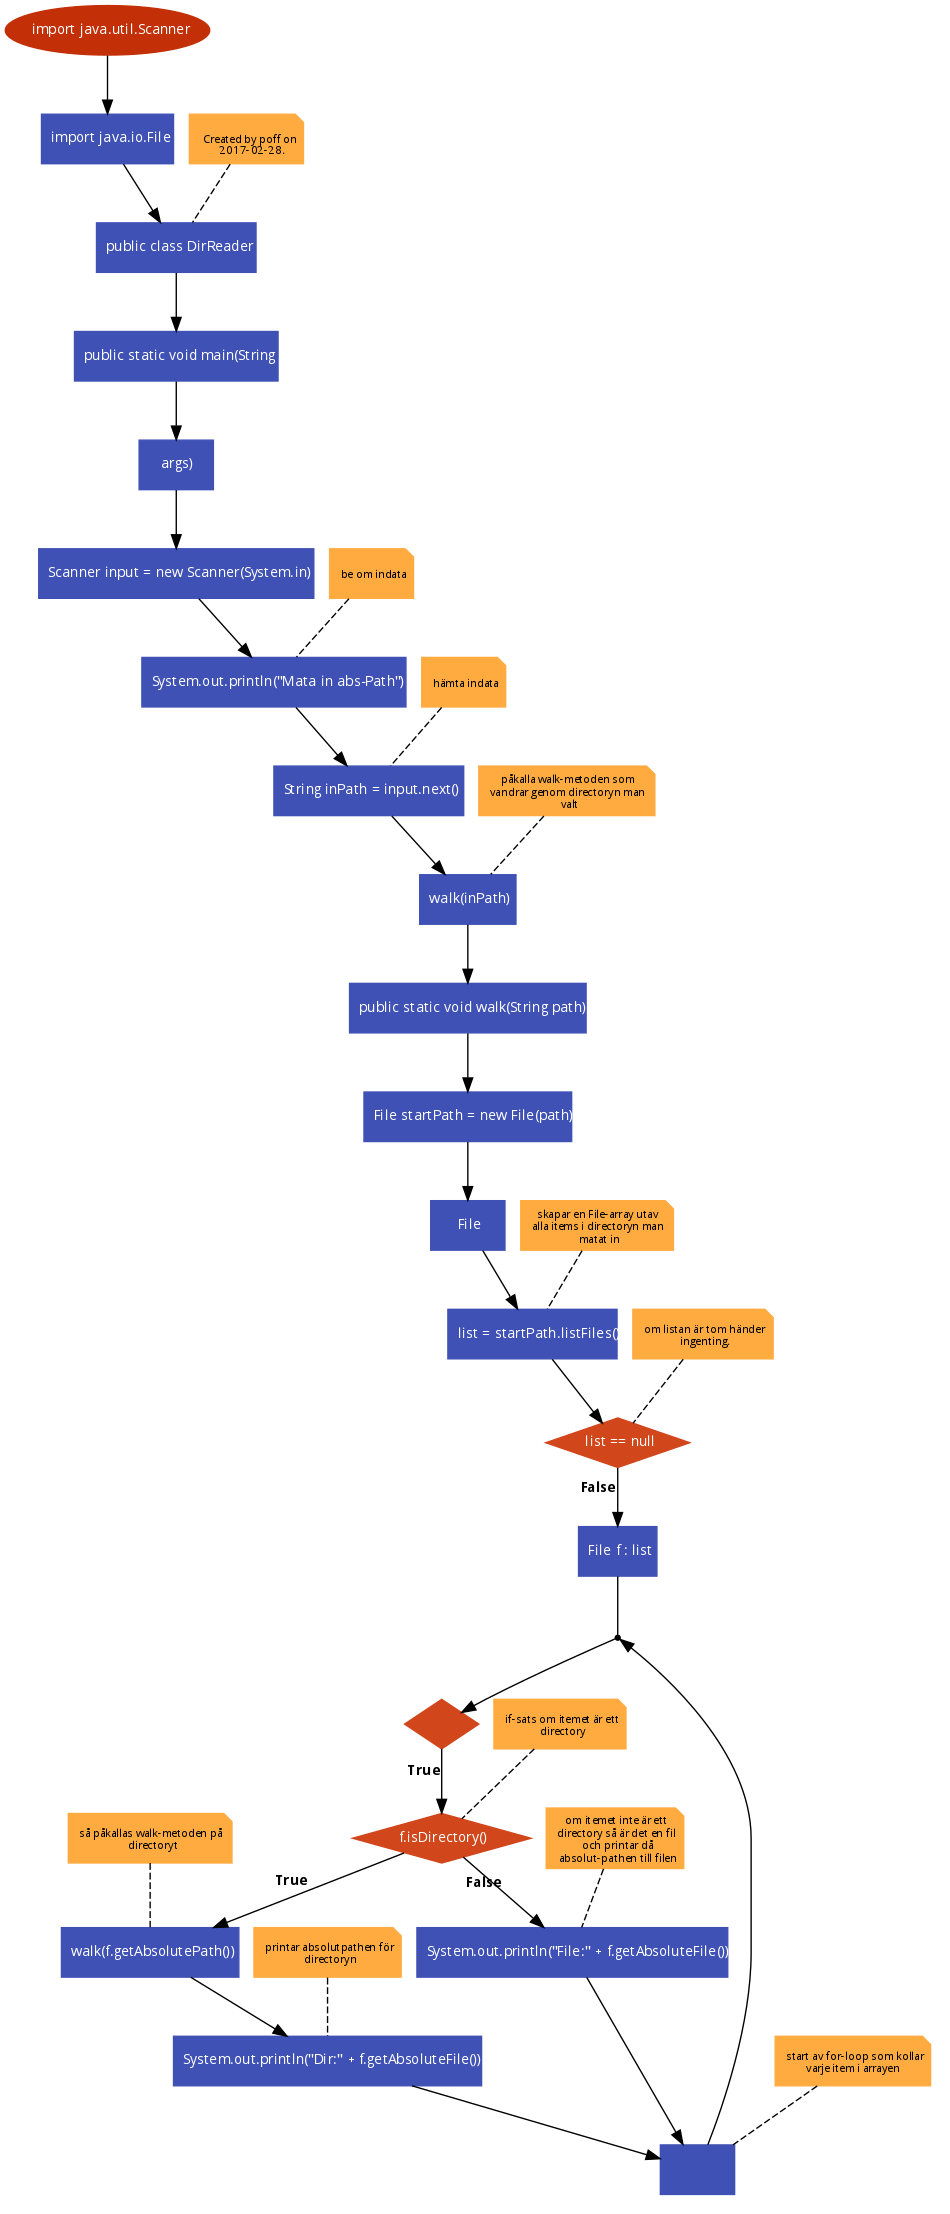 import java.util.Scanner
import java.io.File
Created by poff on
2017-02-28.
public class DirReader
public static void main(String
args)
Scanner input = new Scanner(System.in)
be om indata
System.out.println("Mata in abs-Path")
hämta indata
String inPath = input.next()
påkalla walk-metoden som
vandrar genom directoryn man
valt
walk(inPath)
public static void walk(String path)
File startPath = new File(path)
File
skapar en File-array utav
alla items i directoryn man
matat in
list = startPath.listFiles()
om listan är tom händer
ingenting.
list == null
False
File f : list
if-sats om itemet är ett
directory
True
f.isDirectory()
om itemet inte är ett
directory så är det en fil
och printar då
absolut-pathen till filen
så påkallas walk-metoden på
directoryt
True
False
walk(f.getAbsolutePath())
printar absolutpathen för
directoryn
System.out.println("File:" + f.getAbsoluteFile())
System.out.println("Dir:" + f.getAbsoluteFile())
start av for-loop som kollar
varje item i arrayen